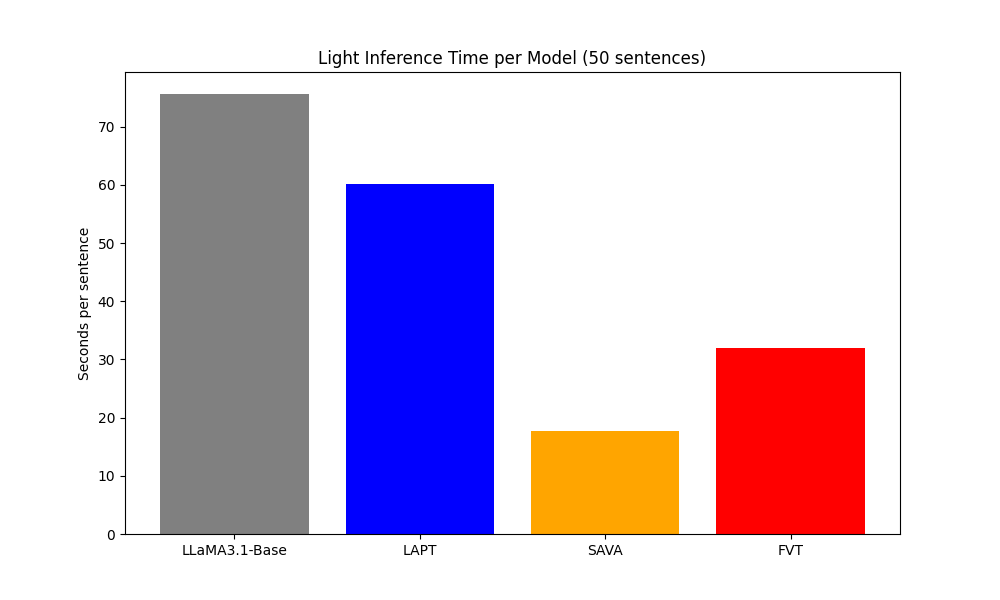 Light Inference Time per Model (50 sentences)
Seconds per sentence
70
60
50
40
30
20
10
0
LLaMA3.1-Base LAPT SAVA FVT